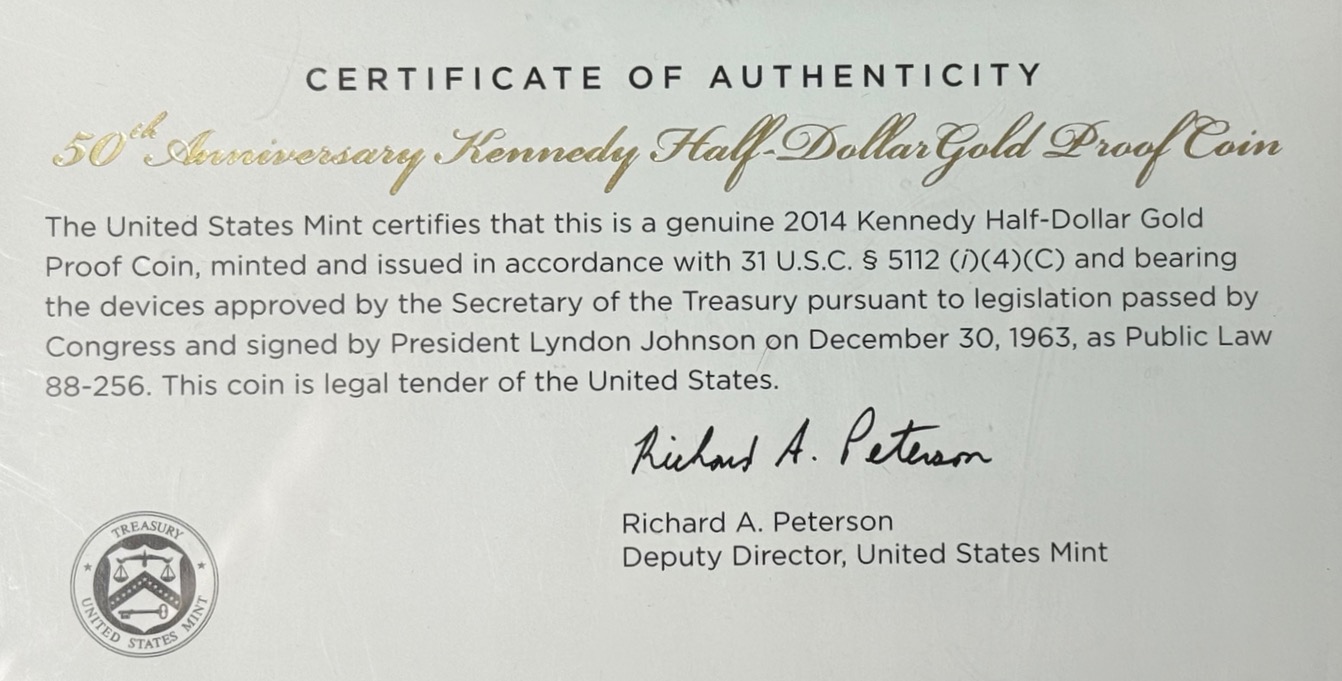 CERTIFICATE OF AUTHENTICITY
50th Anniversary Kennedy Half-Dollar Gold Proof Coin
The United States Mint certifies that this is a genuine 2014 Kennedy Half-Dollar Gold
Proof Coin, minted and issued in accordance with 31 U.S.C. § 5112 (i)(4)(C) and bearing
the devices approved by the Secretary of the Treasury pursuant to legislation passed by
Congress and signed by President Lyndon Johnson on December 30, 1963, as Public Law
88-256. This coin is legal tender of the United States.
Richard A. Peterson
Richard A. Peterson
Deputy Director, United States Mint
TREASURY
UNITED STATES MINT